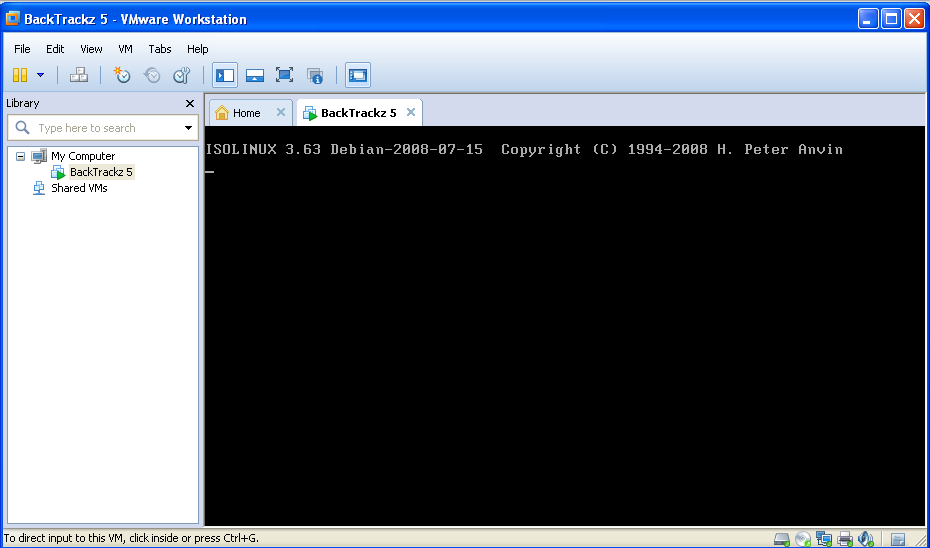 BackTrackz 5 - VMware Workstation
File Edit View VM Tabs Help
Library
Type here to search
My Computer
BackTrackz 5
Shared VMs
Home
BackTrackz 5
ISOLINUX 3.63 Debian-2008-07-15  Copyright (C) 1994-2008 H. Peter Anvin
To direct input to this VM, click inside or press Ctrl+G.